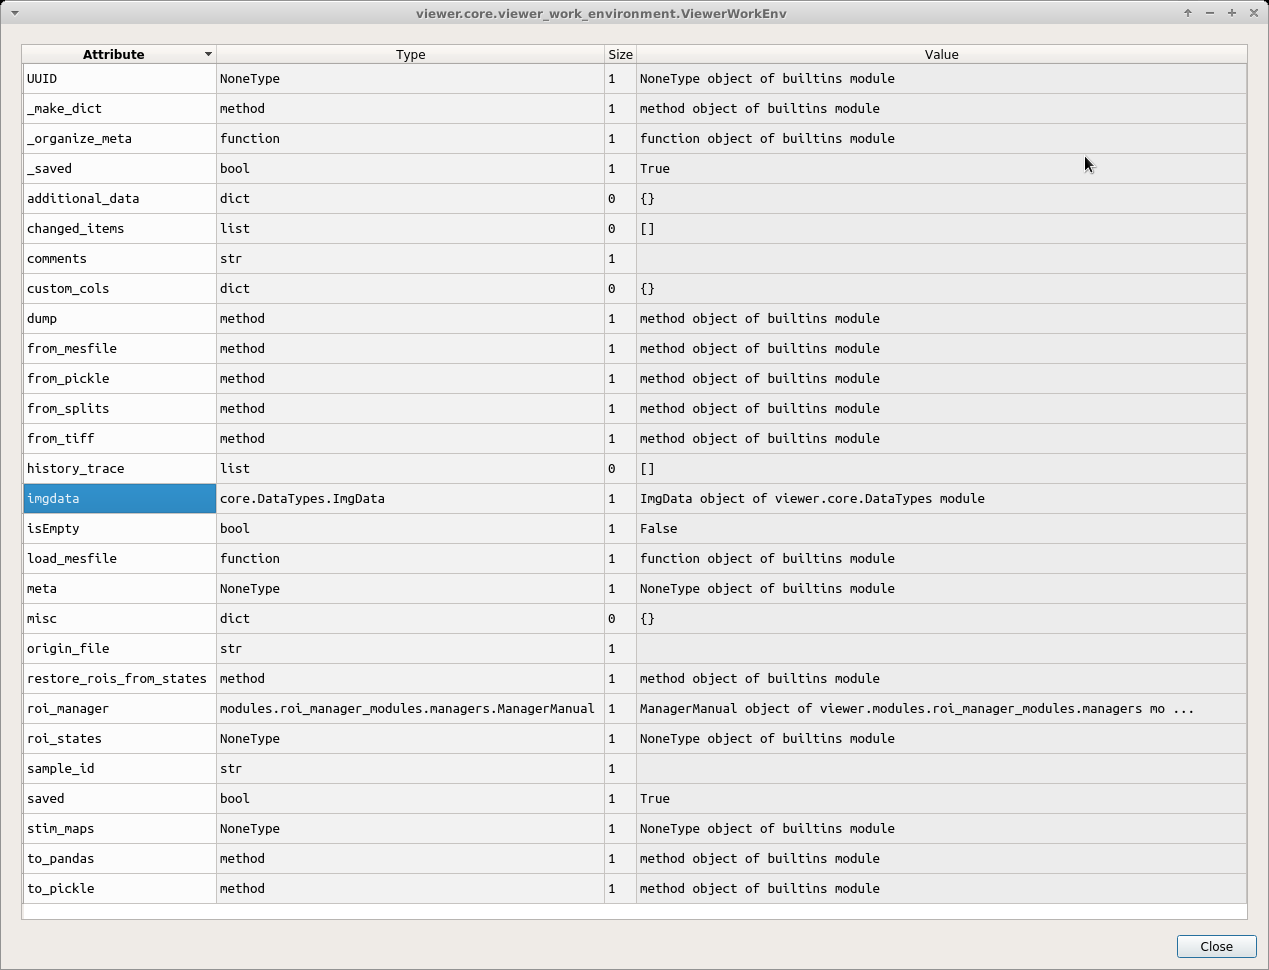 viewer.core.viewer_work_environment.ViewerWorkEnv
Attribute Type Size Value
UUID NoneType 1 NoneType object of builtins module
_make_dict method 1 method object of builtins module
_organize_meta function 1 function object of builtins module
_saved bool 1 True
additional_data dict 0 {}
changed_items list 0 []
comments str 1
custom_cols dict 0 {}
dump method 1 method object of builtins module
from_mesfile method 1 method object of builtins module
from_pickle method 1 method object of builtins module
from_splits method 1 method object of builtins module
from_tiff method 1 method object of builtins module
history_trace list 0 []
imgdata core.DataTypes.ImgData 1 ImgData object of viewer.core.DataTypes module
isEmpty bool 1 False
load_mesfile function 1 function object of builtins module
meta NoneType 1 NoneType object of builtins module
misc dict 0 {}
origin_file str 1
restore_rois_from_states method 1 method object of builtins module
roi_manager modules.roi_manager_modules.managers.ManagerManual 1 ManagerManual object of viewer.modules.roi_manager_modules.managers mo ...
roi_states NoneType 1 NoneType object of builtins module
sample_id str 1
saved bool 1 True
stim_maps NoneType 1 NoneType object of builtins module
to_pandas method 1 method object of builtins module
to_pickle method 1 method object of builtins module
Close